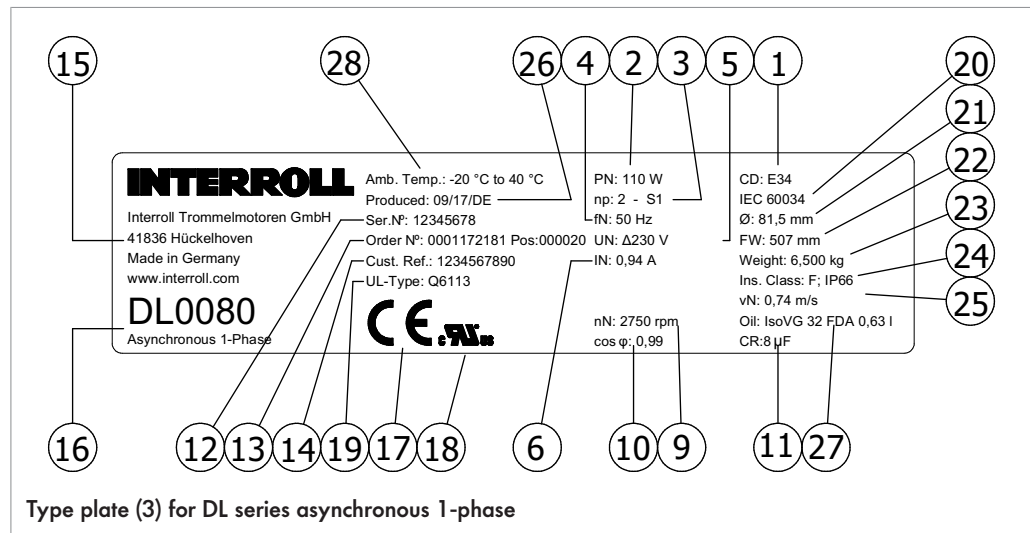 15 28 26 4 2 3 5 1 20
21
22
23
24
25
INTERROLL
Interroll Trommelmotoren GmbH
41836 Hückelhoven
Made in Germany
www.interroll.com
DL0080
Asynchronous 1-Phase
Amb. Temp.: -20 °C to 40 °C
Produced: 09/17/DE
Ser.Nº: 12345678
Order Nº: 0001172181 Pos:000020
Cust. Ref.: 1234567890
UL-Type: Q6113
CE c RU us
PN: 110 W
np: 2 - S1
fN: 50 Hz
UN: Δ230 V
IN: 0,94 A
nN: 2750 rpm
cos φ: 0,99
CD: E34
IEC 60034
Ø: 81,5 mm
FW: 507 mm
Weight: 6,500 kg
Ins. Class: F; IP66
vN: 0,74 m/s
Oil: IsoVG 32 FDA 0,63 l
CR:8 µF
16 12 13 14 19 17 18 6 10 9 11 27
Type plate (3) for DL series asynchronous 1-phase